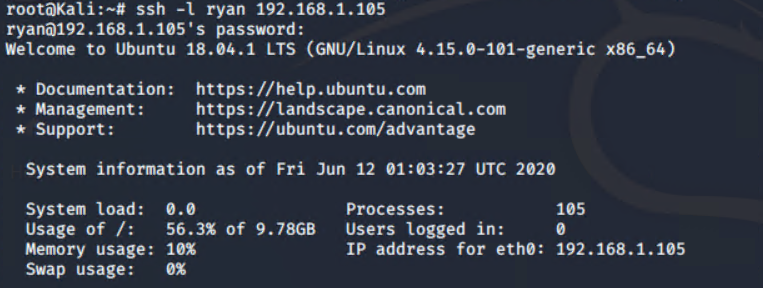 root@Kali:~# ssh -l ryan 192.168.1.105
ryan@192.168.1.105's password:
Welcome to Ubuntu 18.04.1 LTS (GNU/Linux 4.15.0-101-generic x86_64)
* Documentation: https://help.ubuntu.com
* Management: https://landscape.canonical.com
* Support: https://ubuntu.com/advantage
System information as of Fri Jun 12 01:03:27 UTC 2020
System load: 0.0 Processes: 105
Usage of /: 56.3% of 9.78GB Users logged in: 0
Memory usage: 10% IP address for eth0: 192.168.1.105
Swap usage: 0%